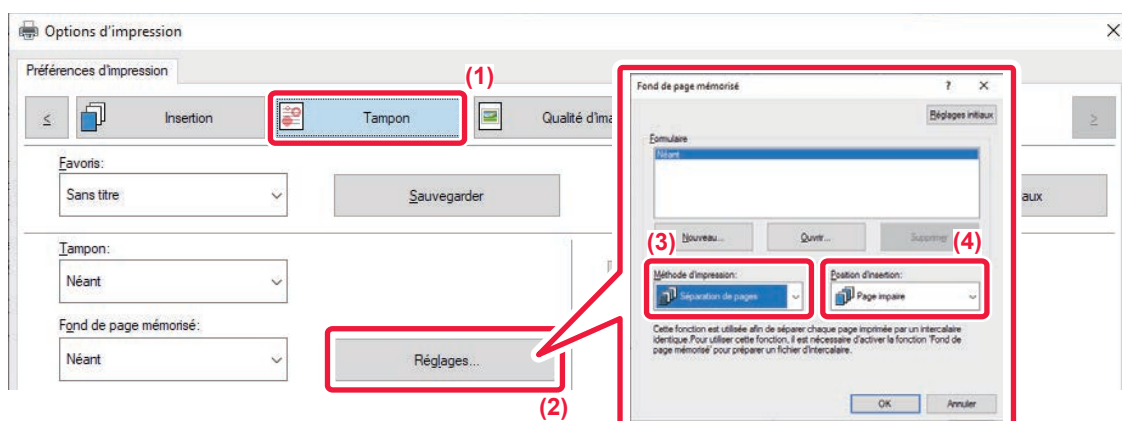 Options d'impression
Préférences d'impression
(1)
<
Insertion
Tampon
Qualité d'ima
>
Favoris:
Sans titre
Sauvegarder
aux
Tampon:
Néant
Fond de page mémorisé:
Néant
Réglages...
(2)
Fond de page mémorisé
?
Réglages initiaux
Formulaire
Néant
Nouveau...
Ouvrir...
Supprimer
(3)
(4)
Méthode d'impression:
Position d'insertion:
Séparation de pages
Page impaire
Cette fonction est utilisée afin de séparer chaque page imprimée par un intercalaire
identique.Pour utiliser cette fonction, il est nécessaire d'activer la fonction 'Fond de
page mémorisé' pour préparer un fichier d'intercalaire.
OK
Annuler